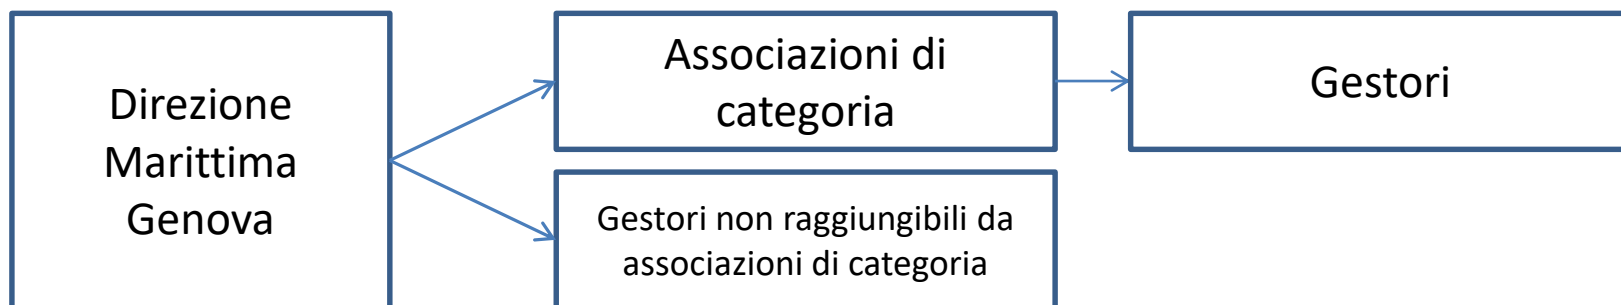 Direzione
Marittima
Genova
Associazioni di
categoria
Gestori
Gestori non raggiungibili da
associazioni di categoria